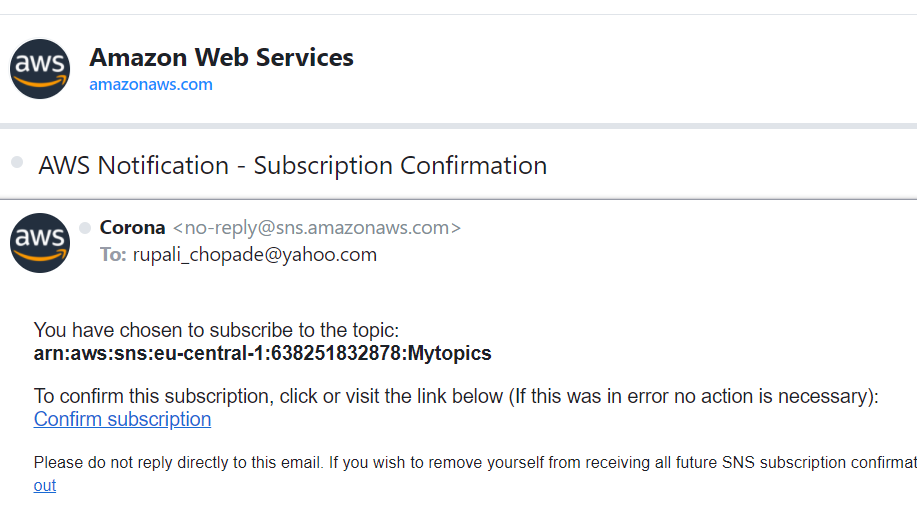 aws
Amazon Web Services
amazonaws.com
AWS Notification - Subscription Confirmation
aws
Corona <no-reply@sns.amazonaws.com>
To: rupali_chopade@yahoo.com
You have chosen to subscribe to the topic:
arn:aws:sns:eu-central-1:638251832878:Mytopics
To confirm this subscription, click or visit the link below (If this was in error no action is necessary):
Confirm subscription
Please do not reply directly to this email. If you wish to remove yourself from receiving all future SNS subscription confirmat
out